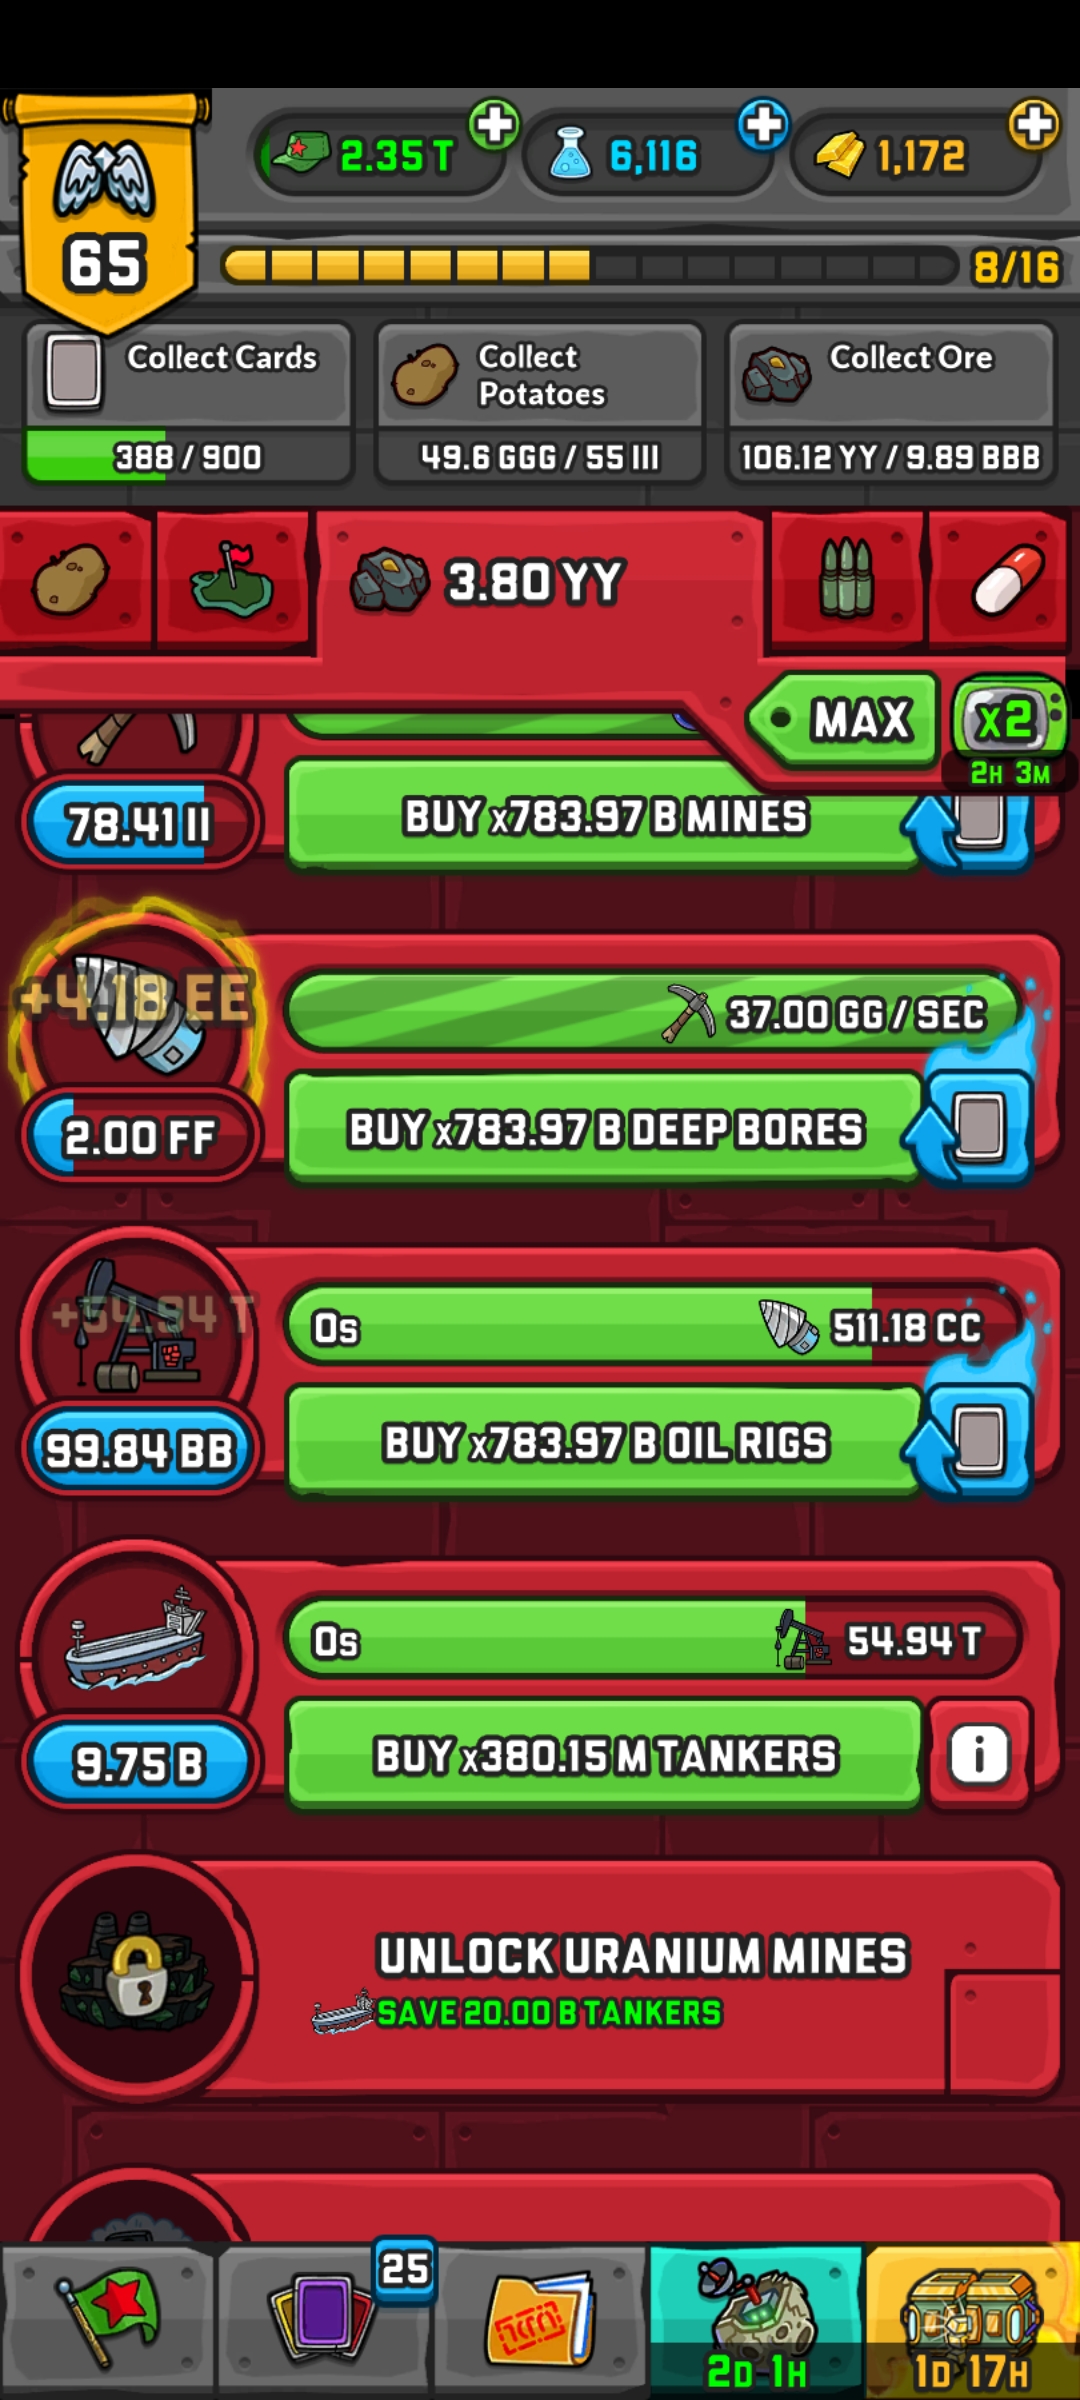 2.35 T
6,116
1,172
65
8/16
Collect Cards
388 / 900
Collect
Potatoes
49.6 GGG / 55 III
Collect Ore
106.12 YY / 9.89 BBB
3.80 YY
MAX
x2
2H 3M
78.41 II
BUY x783.97 B MINES
+4.18 EE
37.00 GG / SEC
2.00 FF
BUY x783.97 B DEEP BORES
+54.94 T
0s
511.18 CC
99.84 BB
BUY x783.97 B OIL RIGS
0s
54.94 T
9.75 B
BUY x380.15 M TANKERS
i
UNLOCK URANIUM MINES
SAVE 20.00 B TANKERS
25
2D 1H
1D 17H